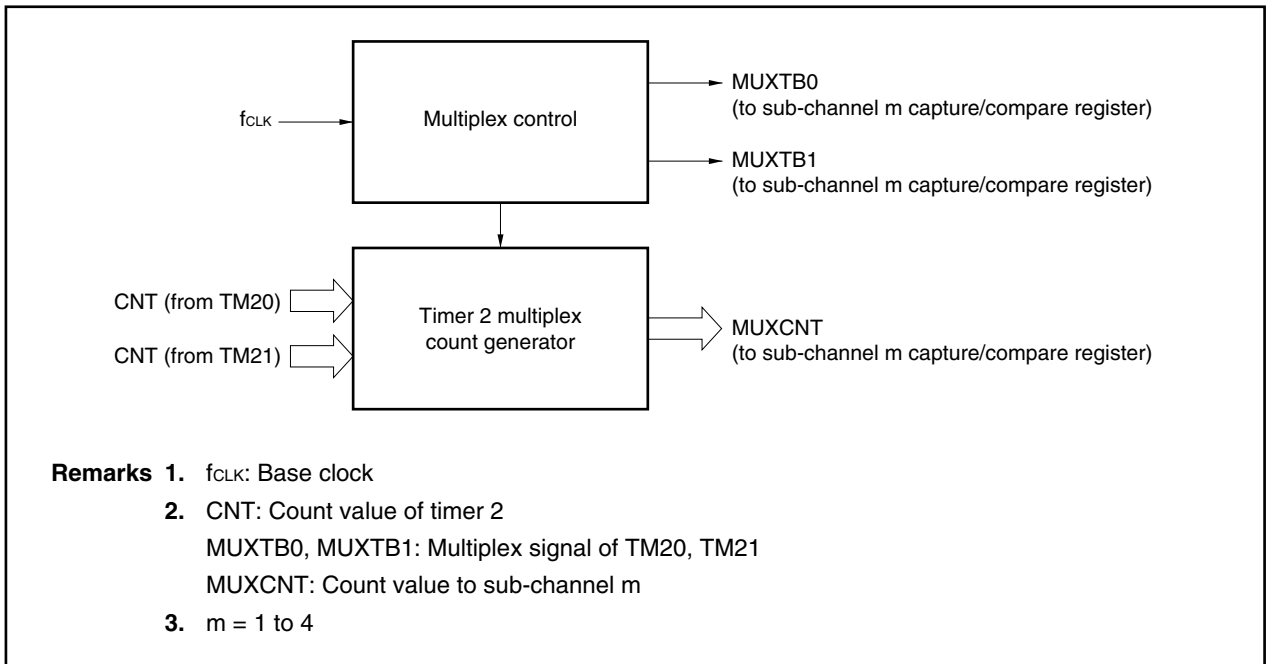 fCLK
Multiplex control
MUXTB0
(to sub-channel m capture/compare register)
MUXTB1
(to sub-channel m capture/compare register)
CNT (from TM20)
CNT (from TM21)
Timer 2 multiplex
count generator
MUXCNT
(to sub-channel m capture/compare register)
Remarks 1. fCLK: Base clock
2. CNT: Count value of timer 2
MUXTB0, MUXTB1: Multiplex signal of TM20, TM21
MUXCNT: Count value to sub-channel m
3. m = 1 to 4